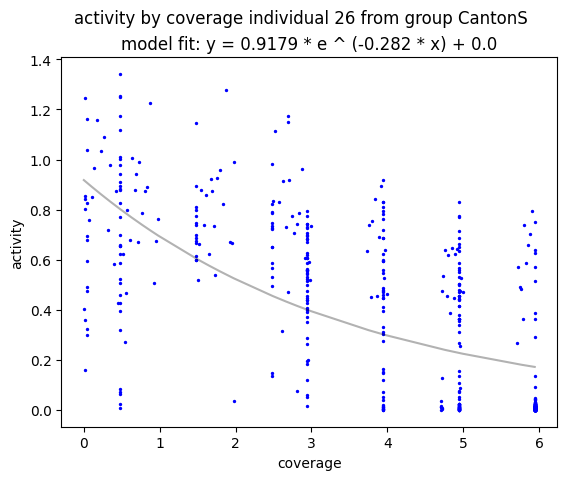 activity by coverage individual 26 from group CantonS
model fit: y = 0.9179 * e ^ (-0.282 * x) + 0.0
1.4
1.2
1.0
0.8
0.6
0.4
0.2
0.0
activity
0 1 2 3 4 5 6
coverage